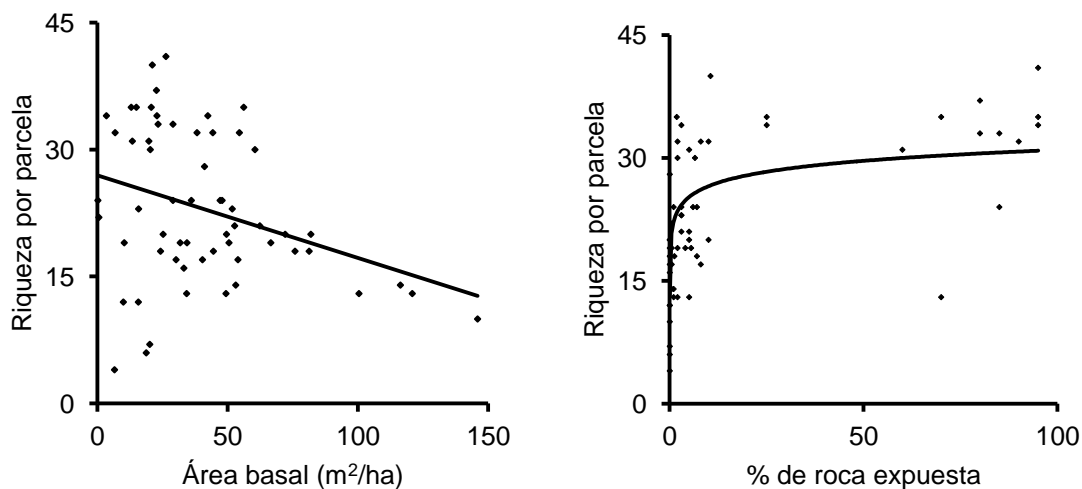 45
30
15
0
Riqueza por parcela
0 50 100 150
Área basal (m²/ha)
45
30
15
0
Riqueza por parcela
0 50 100
% de roca expuesta